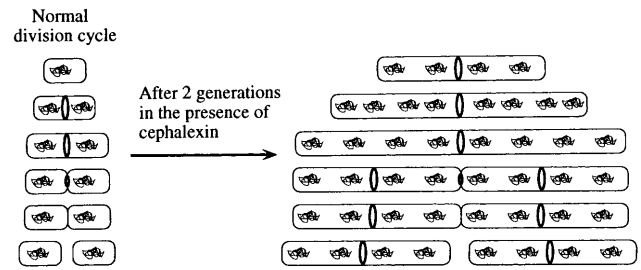 Normal
division cycle
After 2 generations
in the presence of
cephalexin